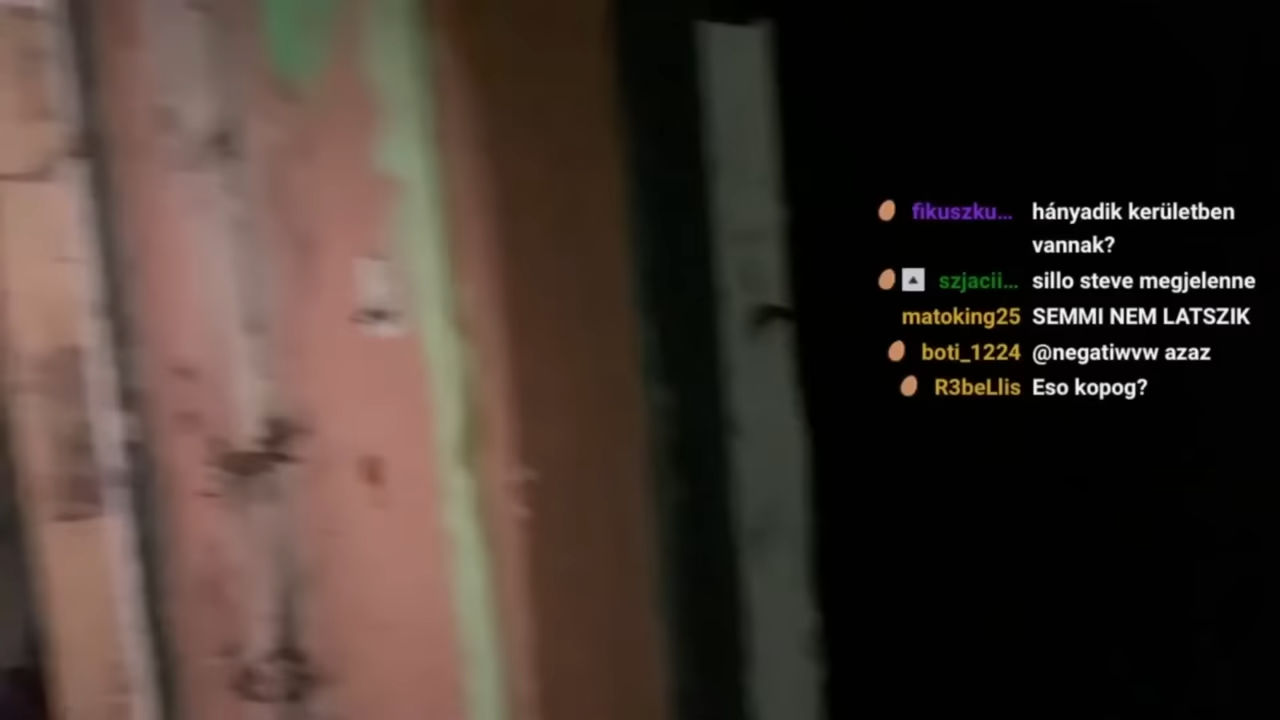 fikuszku... hányadik kerületben
vannak?
szjacii... sillo steve megjelenne
matoking25 SEMMI NEM LATSZIK
boti_1224 @negatiwvw azaz
R3beLlis Eso kopog?